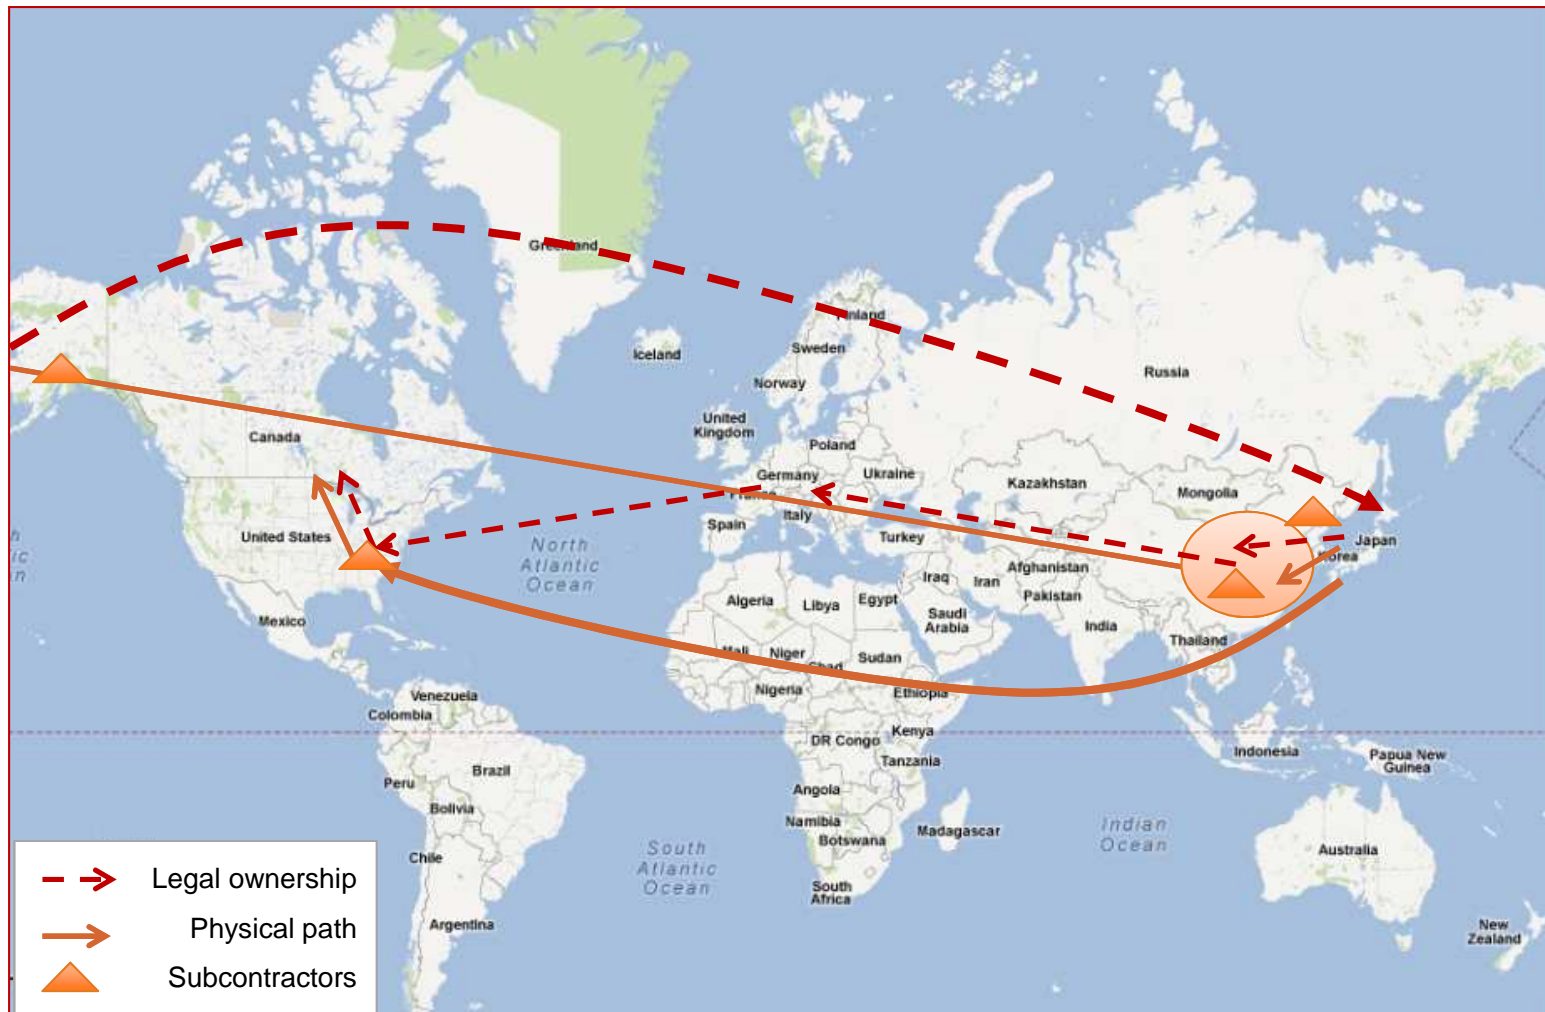 Greenland
Finland
Iceland
Sweden
Russia
Norway
United
Kingdom
Canada
Poland
Germany
Ukraine
Kazakhstan
Mongolia
France
Italy
Spain
United States
Turkey
Japan
Korea
North
Atlantic
Ocean
Iraq
Iran
Afghanistan
Pakistan
Algeria
Libya
Egypt
Saudi
Arabia
India
Mexico
Thailand
Mali
Niger
Chad
Sudan
Nigeria
Ethiopia
Venezuela
Colombia
Kenya
DR Congo
Tanzania
Indonesia
Papua New
Guinea
Brazil
Peru
Angola
Bolivia
Namibia
Botswana
Madagascar
Indian
Ocean
Australia
Chile
South
Atlantic
Ocean
South
Africa
Argentina
New
Zealand
Legal ownership
Physical path
Subcontractors